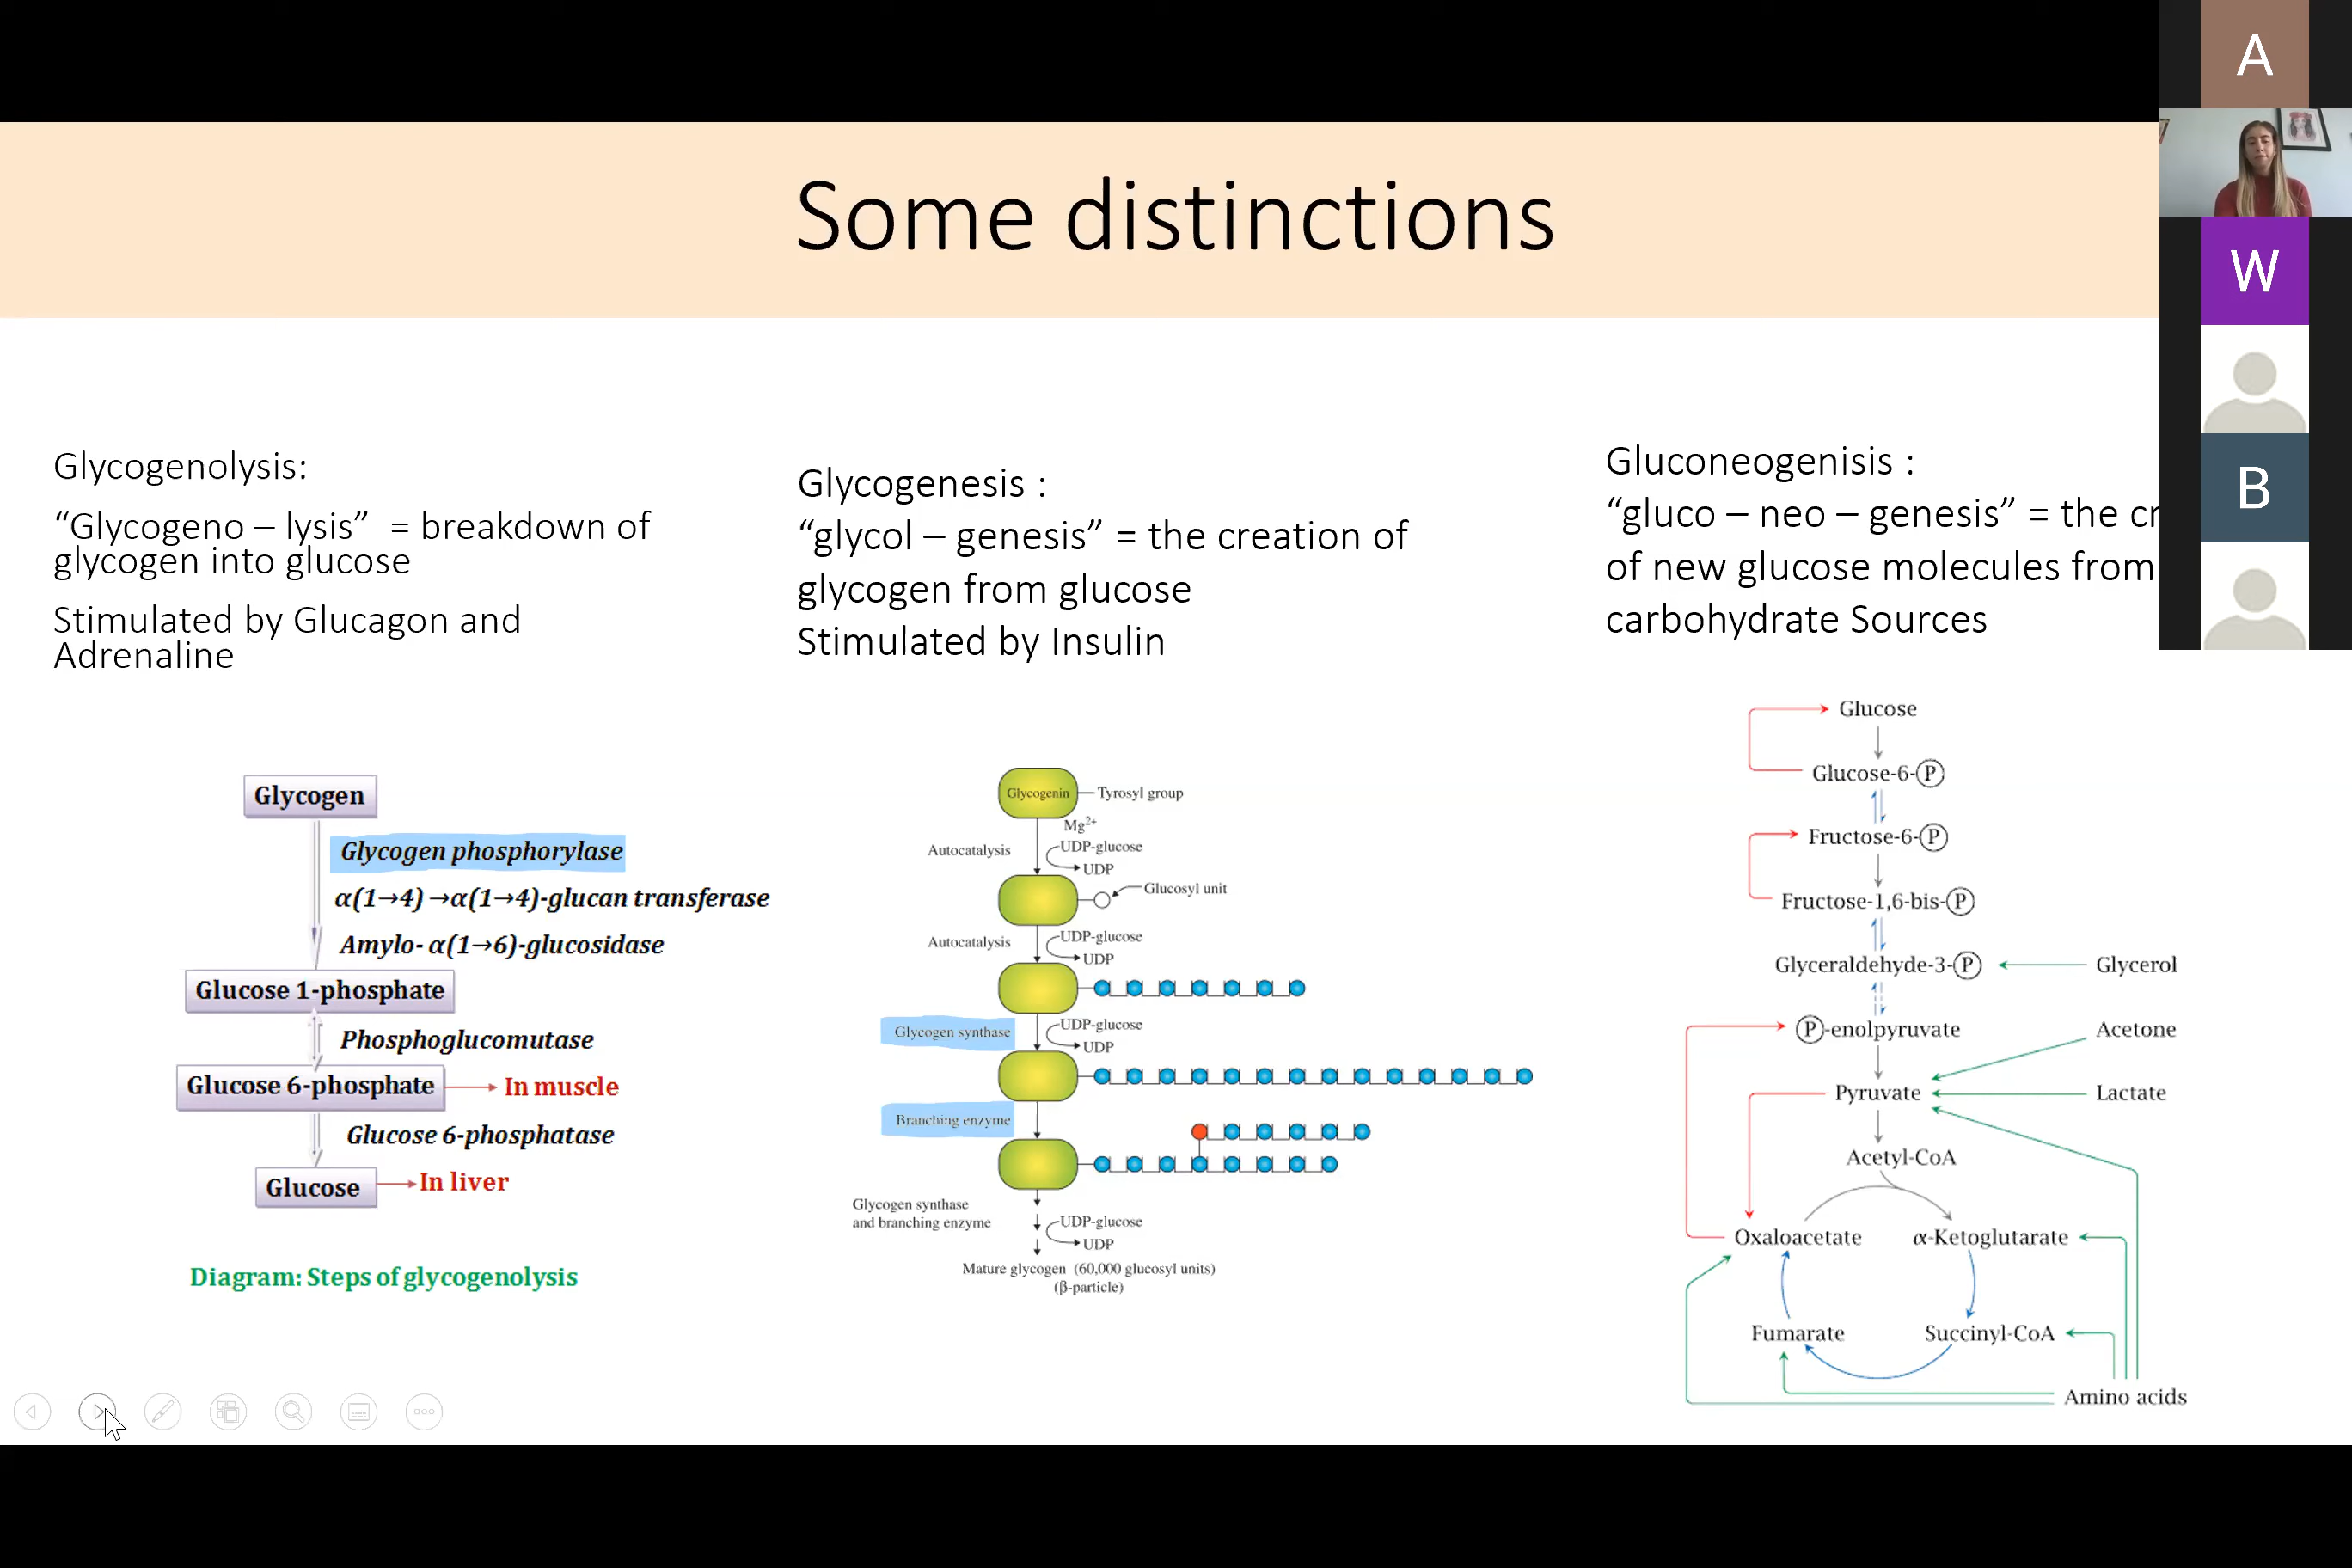 Some distinctions
A
W
B
Glycogenolysis:
“Glycogeno – lysis” = breakdown of
glycogen into glucose
Stimulated by Glucagon and
Adrenaline
Glycogenesis :
“glycol – genesis” = the creation of
glycogen from glucose
Stimulated by Insulin
Gluconeogenisis :
“gluco – neo – genesis” = the cr
of new glucose molecules from
carbohydrate Sources
Glycogen
Glycogen phosphorylase
α(1→4) →α(1→4)-glucan transferase
Amylo- α(1→6)-glucosidase
Glucose 1-phosphate
Phosphoglucomutase
Glucose 6-phosphate
In muscle
Glucose 6-phosphatase
Glucose
In liver
Diagram: Steps of glycogenolysis
Glycogenin
Tyrosyl group
Mg²⁺
Autocatalysis
UDP-glucose
UDP
Glucosyl unit
Autocatalysis
UDP-glucose
UDP
Glycogen synthase
UDP-glucose
UDP
Branching enzyme
Glycogen synthase
and branching enzyme
UDP-glucose
UDP
Mature glycogen (60,000 glucosyl units)
(β-particle)
Glucose
Glucose-6-P
Fructose-6-P
Fructose-1,6-bis-P
Glyceraldehyde-3-P
Glycerol
P-enolpyruvate
Acetone
Pyruvate
Lactate
Acetyl-CoA
Oxaloacetate
α-Ketoglutarate
Fumarate
Succinyl-CoA
Amino acids